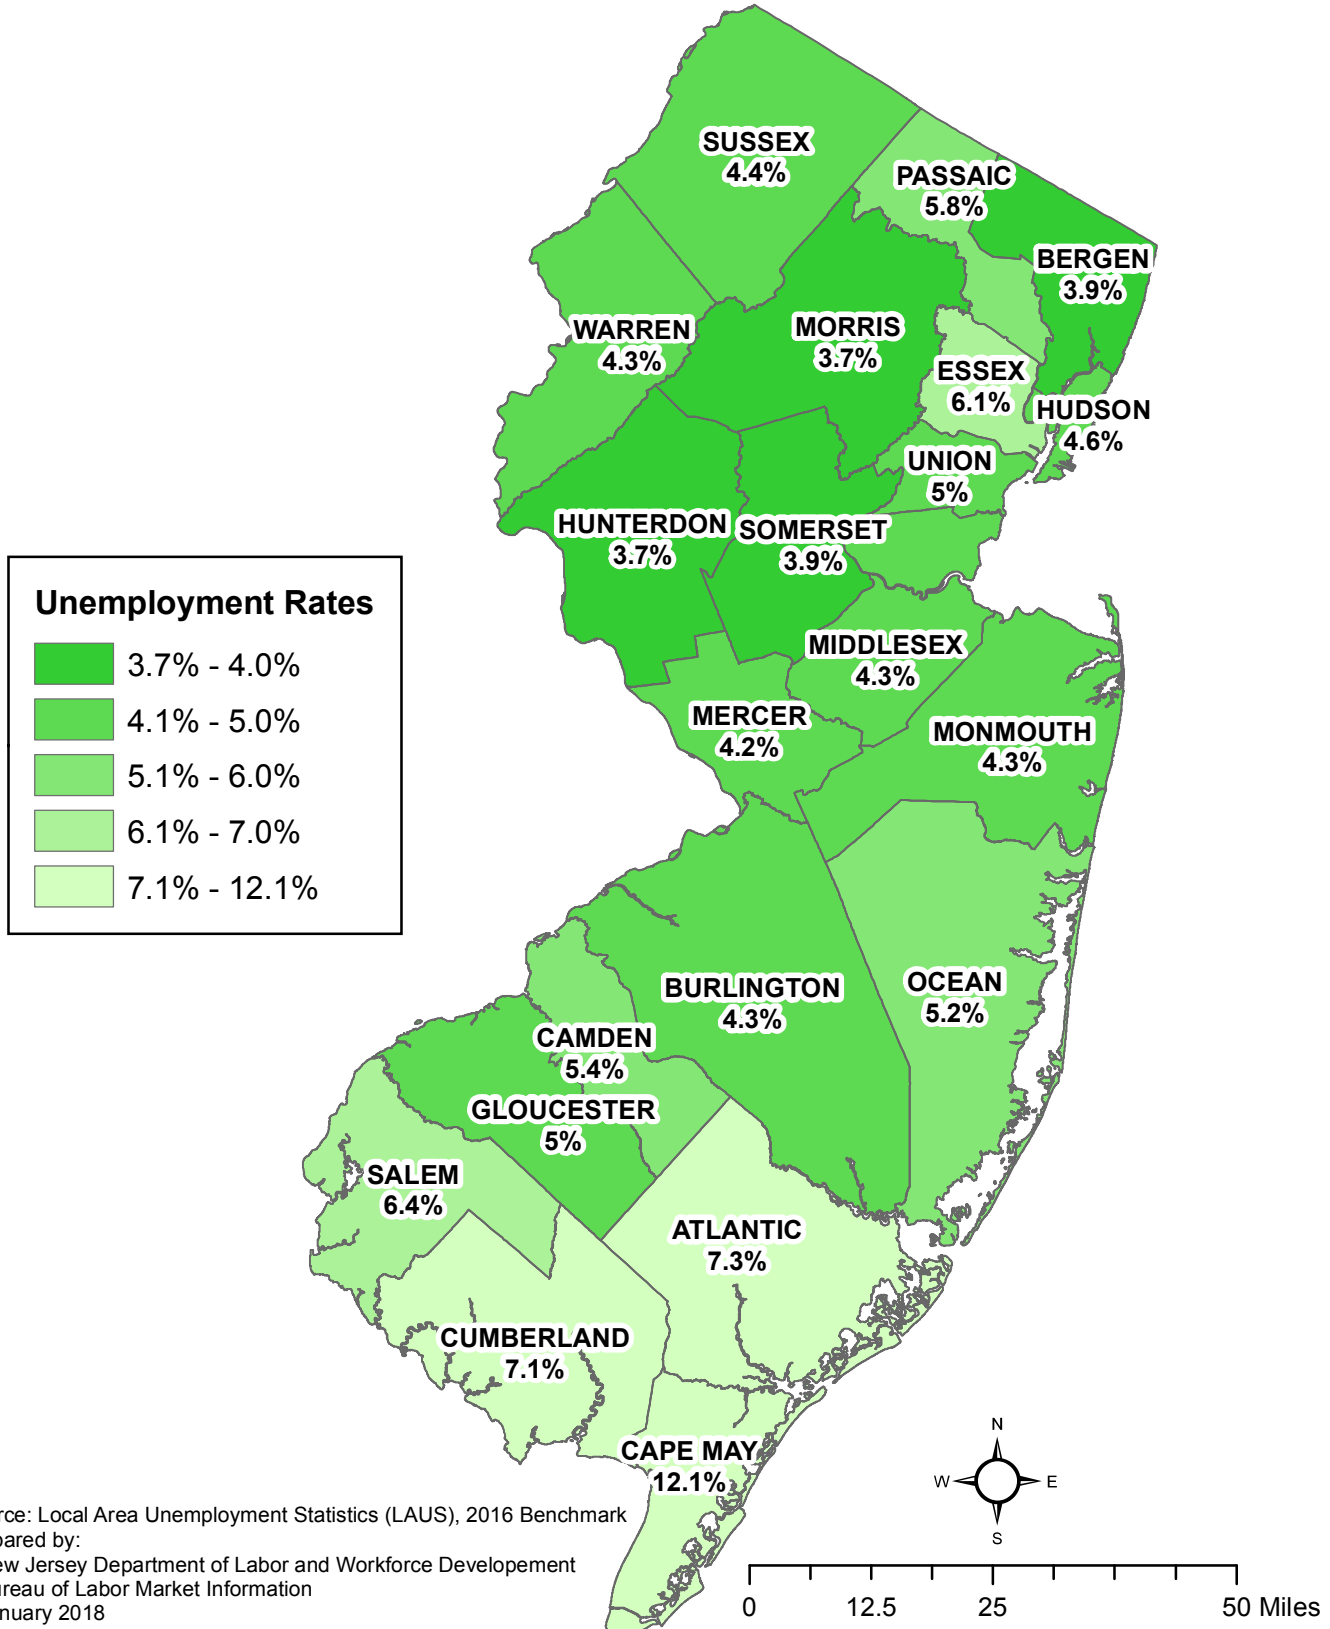 SUSSEX
4.4%
PASSAIC
5.8%
BERGEN
3.9%
WARREN
4.3%
MORRIS
3.7%
ESSEX
6.1%
HUDSON
4.6%
UNION
5%
HUNTERDON
3.7%
SOMERSET
3.9%
Unemployment Rates
3.7% - 4.0%
4.1% - 5.0%
5.1% - 6.0%
6.1% - 7.0%
7.1% - 12.1%
MIDDLESEX
4.3%
MERCER
4.2%
MONMOUTH
4.3%
BURLINGTON
4.3%
OCEAN
5.2%
CAMDEN
5.4%
GLOUCESTER
5%
SALEM
6.4%
ATLANTIC
7.3%
CUMBERLAND
7.1%
CAPE MAY
12.1%
N
W E
S
rce: Local Area Unemployment Statistics (LAUS), 2016 Benchmark
pared by:
ew Jersey Department of Labor and Workforce Developement
ureau of Labor Market Information
nuary 2018
0 12.5 25 50 Miles